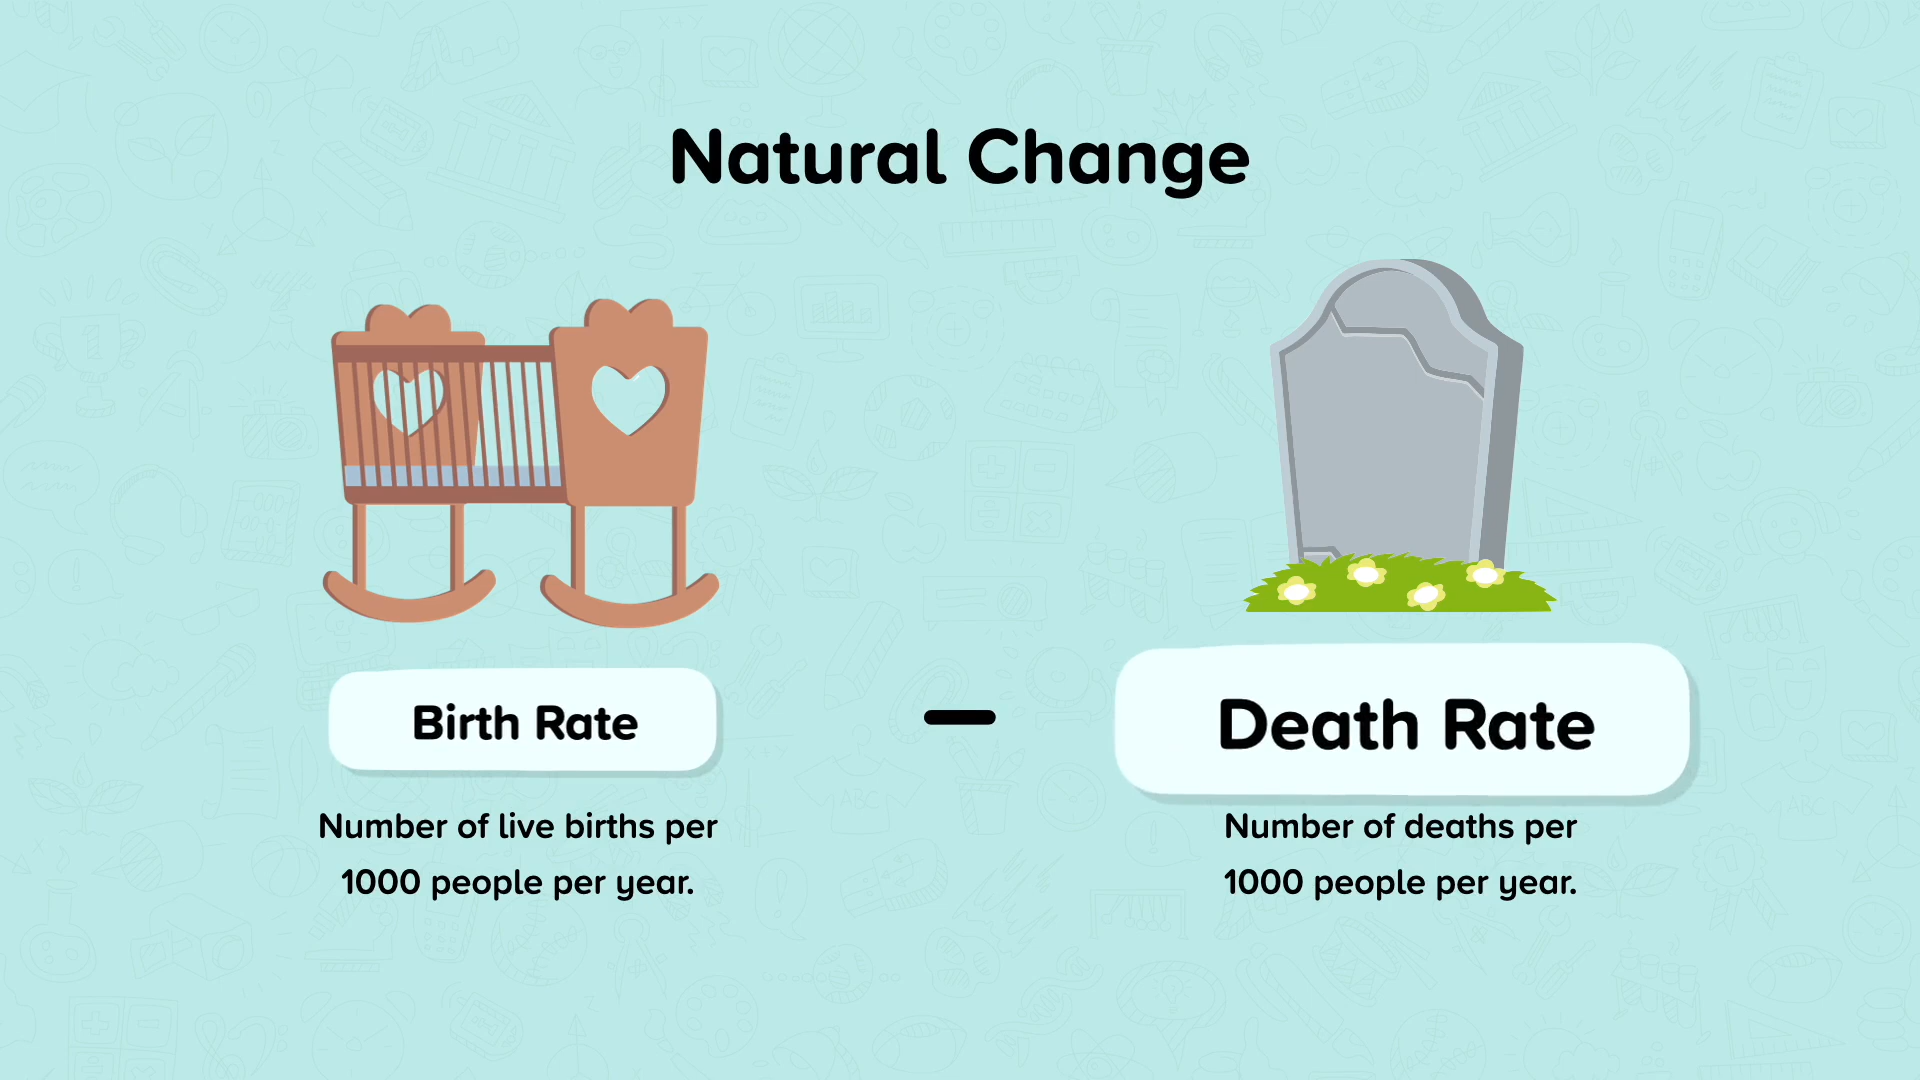 Natural Change
Birth Rate
–
Death Rate
Number of live births per
1000 people per year.
Number of deaths per
1000 people per year.